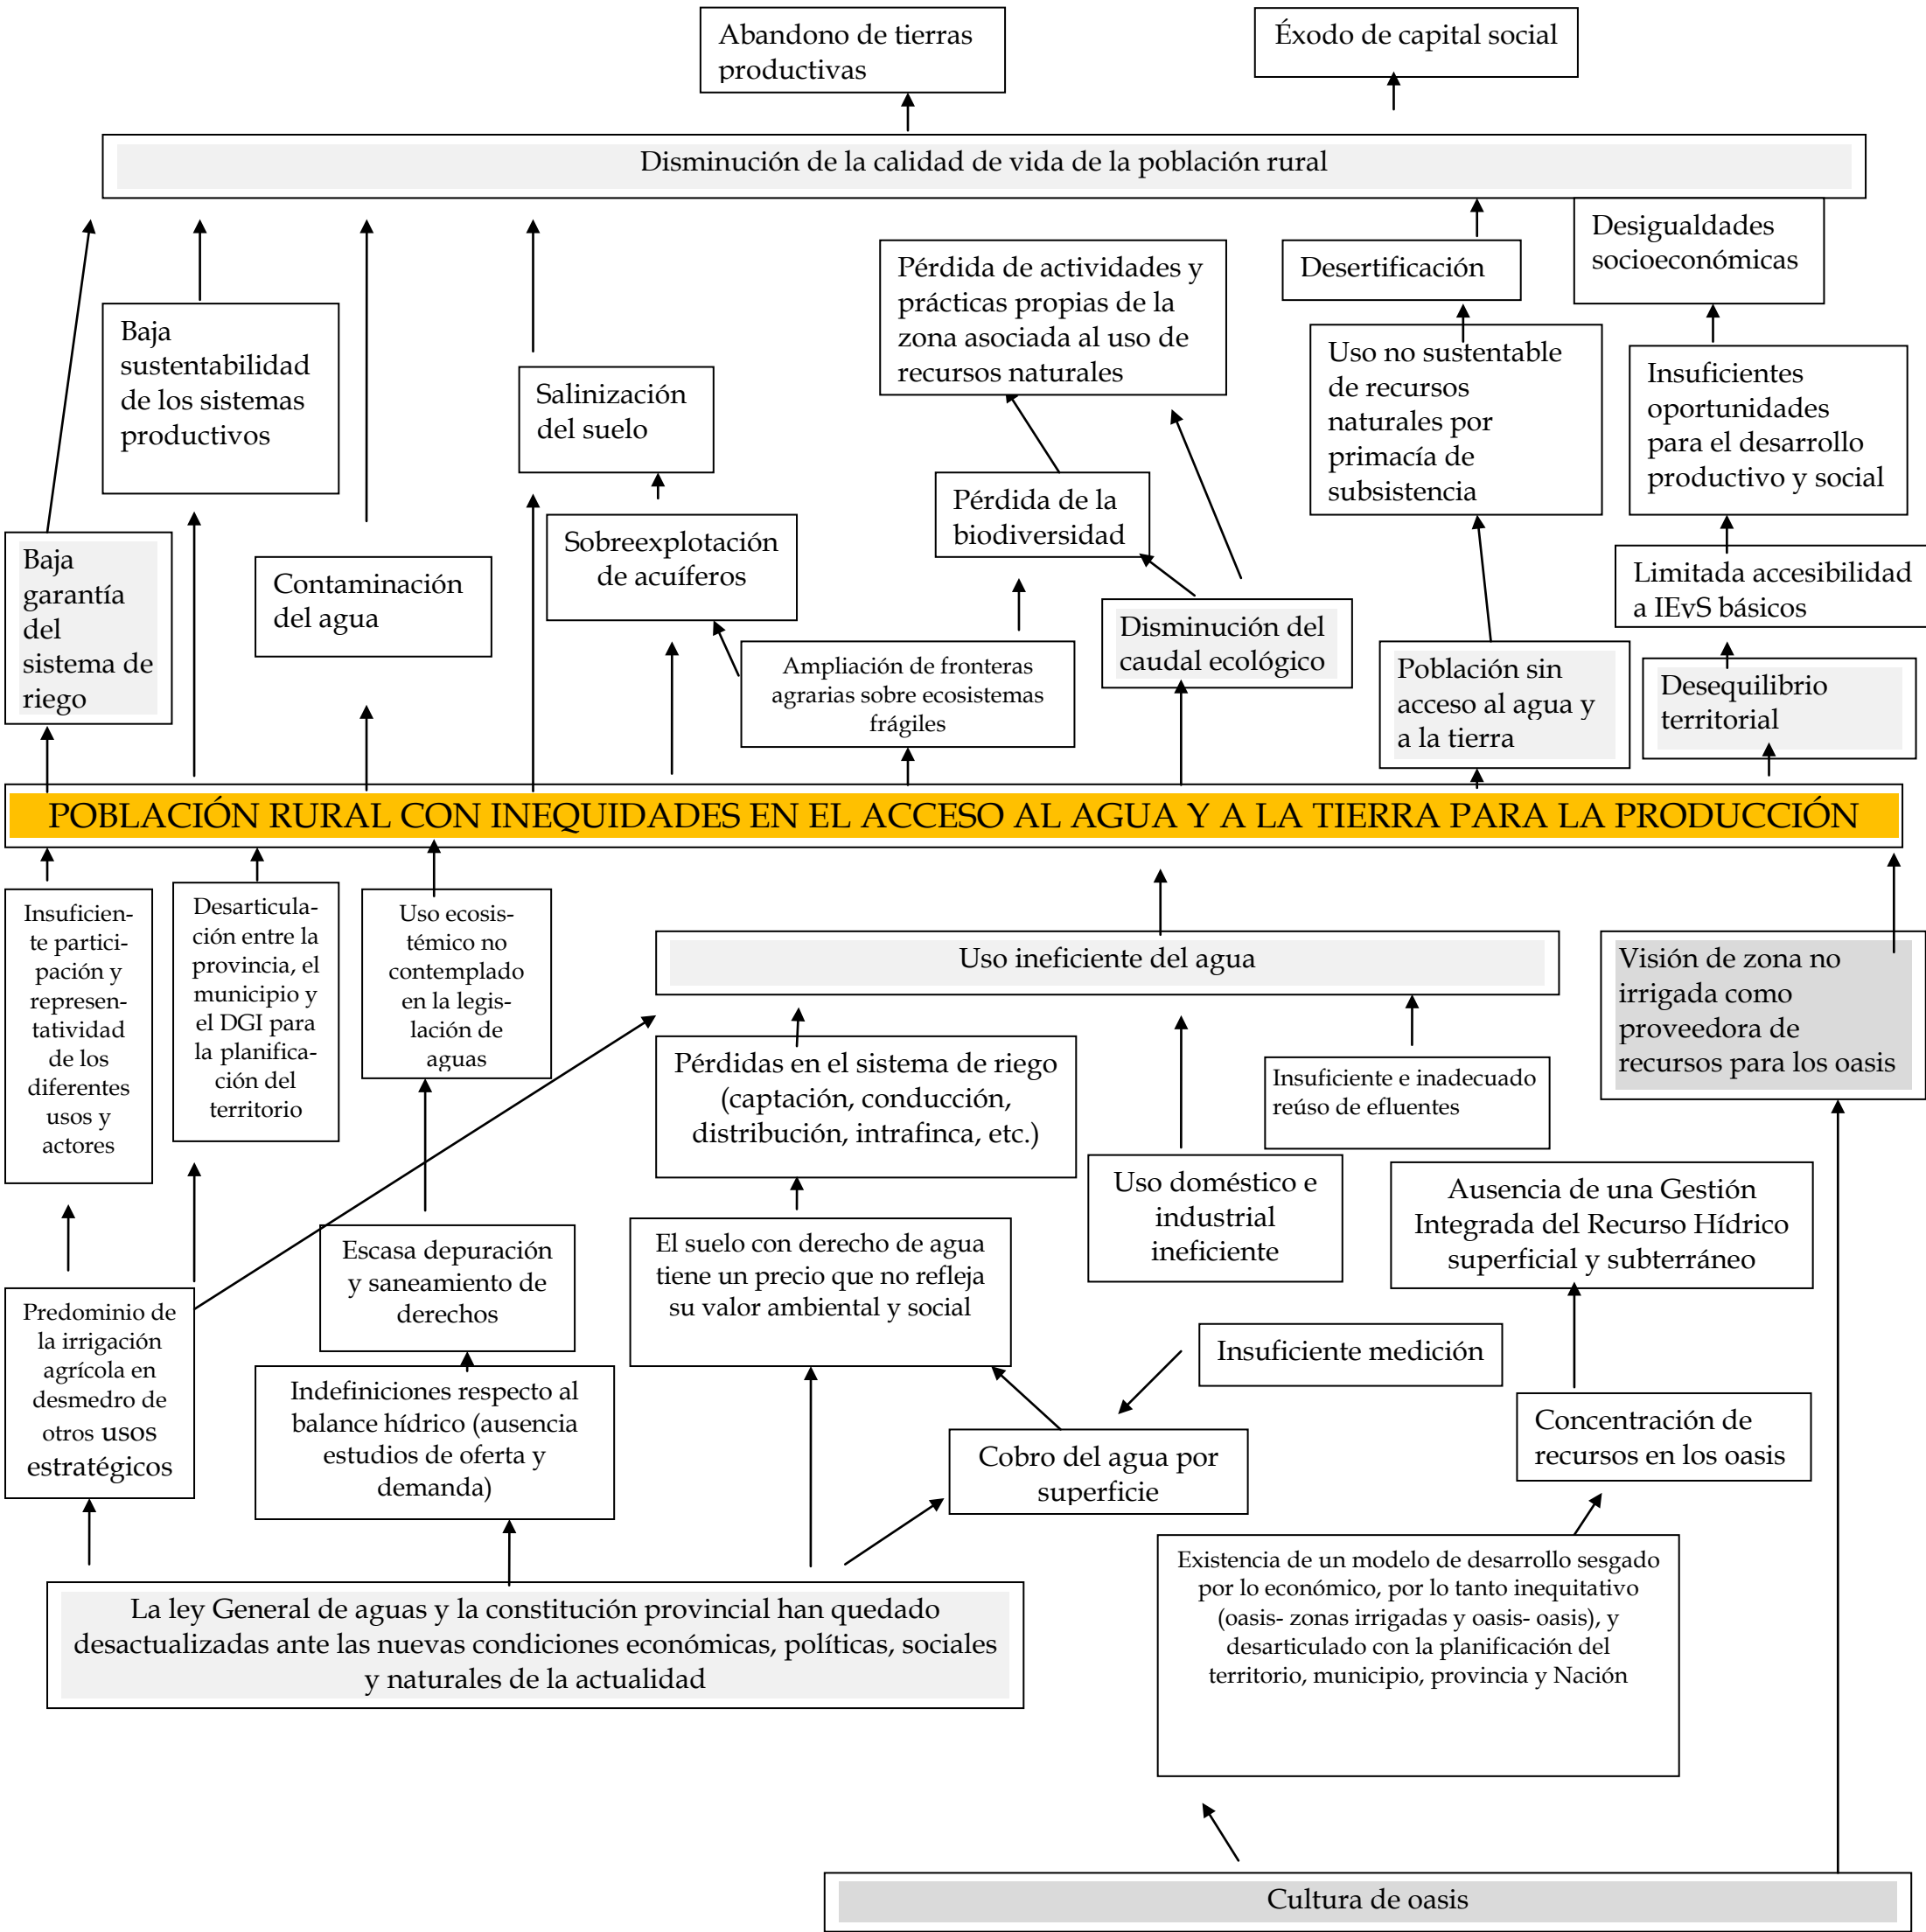 Abandono de tierras
productivas
Éxodo de capital social
Disminución de la calidad de vida de la población rural
Desigualdades
socioeconómicas
Desertificación
Pérdida de actividades y
prácticas propias de la
zona asociada al uso de
recursos naturales
Baja
sustentabilidad
de los sistemas
productivos
Uso no sustentable
de recursos
naturales por
primacía de
subsistencia
Insuficientes
oportunidades
para el desarrollo
productivo y social
Salinización
del suelo
Pérdida de la
biodiversidad
Sobreexplotación
de acuíferos
Baja
garantía
del
sistema de
riego
Contaminación
del agua
Limitada accesibilidad
a IEvS básicos
Disminución del
caudal ecológico
Ampliación de fronteras
agrarias sobre ecosistemas
frágiles
Población sin
acceso al agua y
a la tierra
Desequilibrio
territorial
POBLACIÓN RURAL CON INEQUIDADES EN EL ACCESO AL AGUA Y A LA TIERRA PARA LA PRODUCCIÓN
Insuficien-
te partici-
pación y
represen-
tatividad
de los
diferentes
usos y
actores
Desarticula-
ción entre la
provincia, el
municipio y
el DGI para
la planifica-
ción del
territorio
Uso ecosis-
témico no
contemplado
en la legis-
lación de
aguas
Uso ineficiente del agua
Visión de zona no
irrigada como
proveedora de
recursos para los oasis
Pérdidas en el sistema de riego
(captación, conducción,
distribución, intrafinca, etc.)
Insuficiente e inadecuado
reúso de efluentes
Uso doméstico e
industrial
ineficiente
Ausencia de una Gestión
Integrada del Recurso Hídrico
superficial y subterráneo
Escasa depuración
y saneamiento de
derechos
El suelo con derecho de agua
tiene un precio que no refleja
su valor ambiental y social
Predominio de
la irrigación
agrícola en
desmedro de
otros usos
estratégicos
Insuficiente medición
Indefiniciones respecto al
balance hídrico (ausencia
estudios de oferta y
demanda)
Cobro del agua por
superficie
Concentración de
recursos en los oasis
Existencia de un modelo de desarrollo sesgado
por lo económico, por lo tanto inequitativo
(oasis- zonas irrigadas y oasis- oasis), y
desarticulado con la planificación del
territorio, municipio, provincia y Nación
La ley General de aguas y la constitución provincial han quedado
desactualizadas ante las nuevas condiciones económicas, políticas, sociales
y naturales de la actualidad
Cultura de oasis